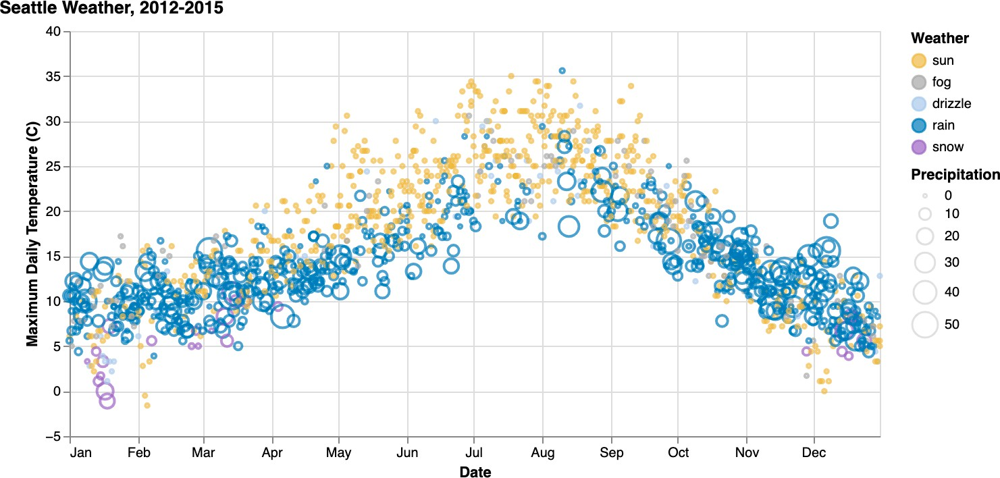 Seattle Weather, 2012-2015
Maximum Daily Temperature (C)
40
35
30
25
20
15
10
5
0
−5
Jan Feb Mar Apr May Jun Jul Aug Sep Oct Nov Dec
Date
Weather
sun
fog
drizzle
rain
snow
Precipitation
0
10
20
30
40
50